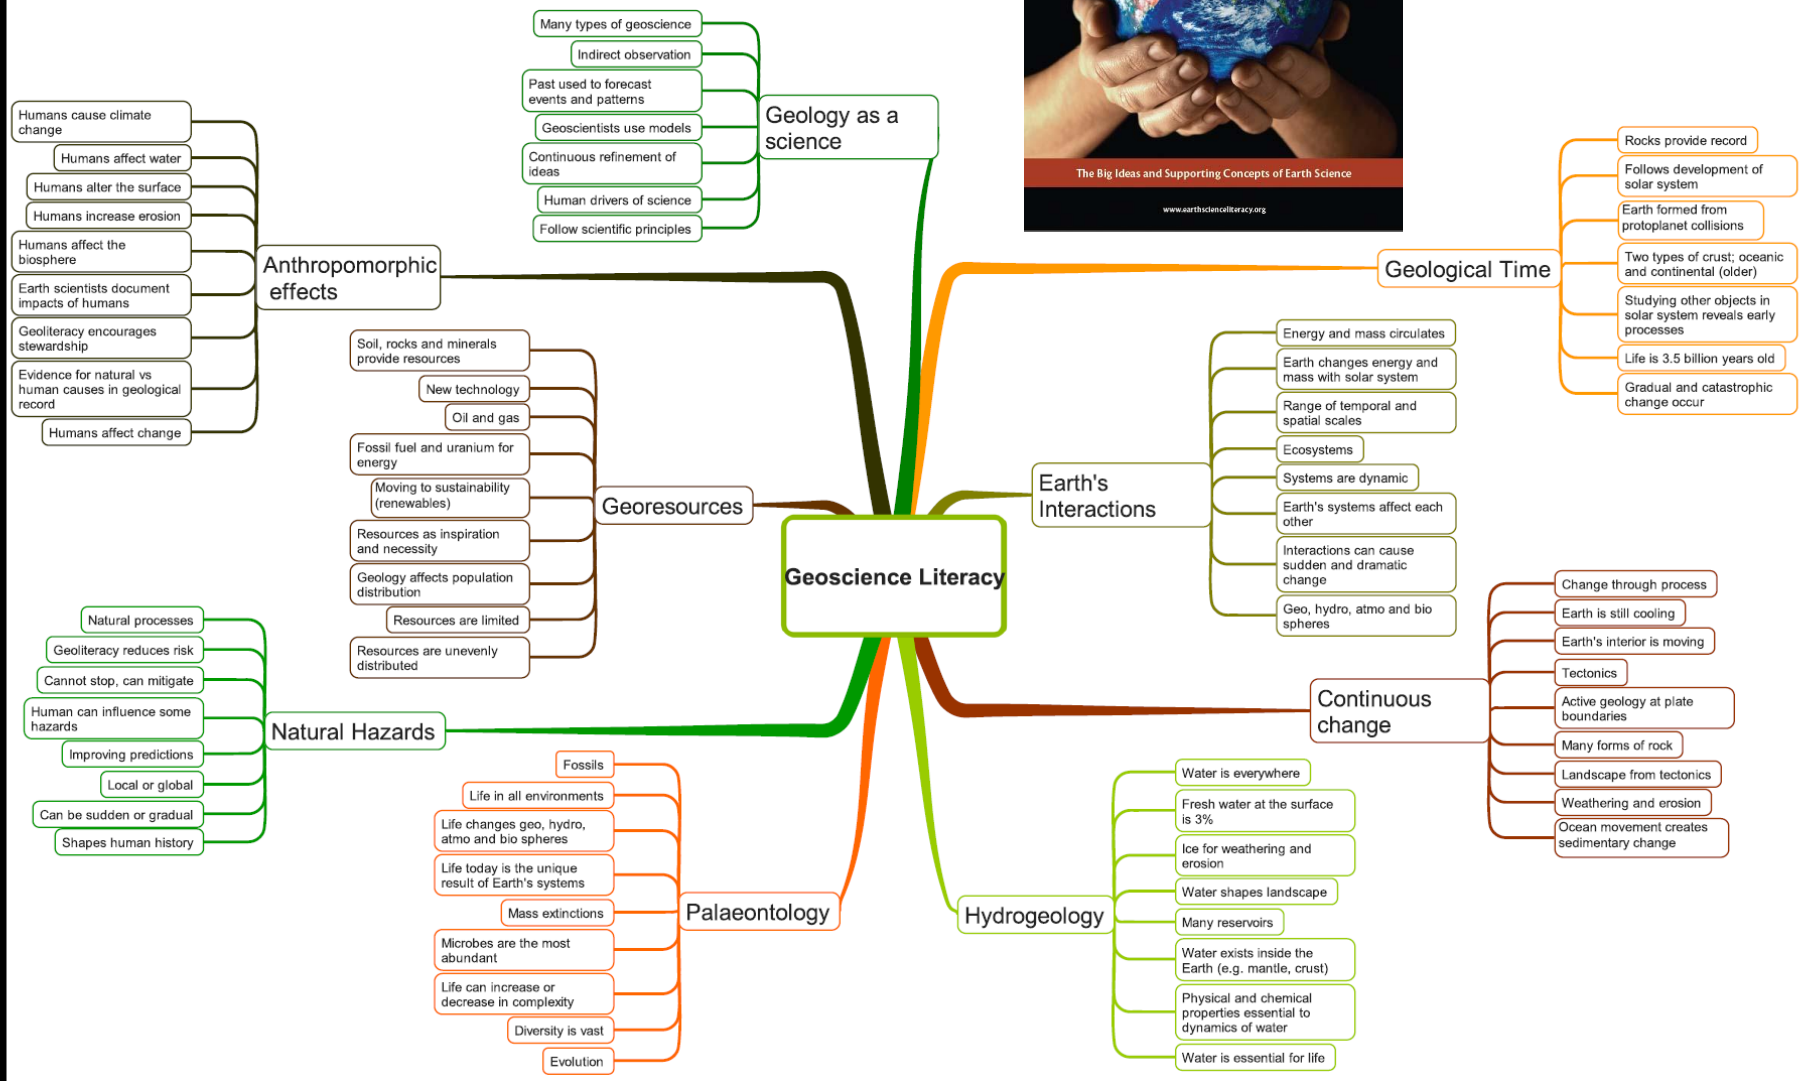 Many types of geoscience
Indirect observation
Past used to forecast
events and patterns
Geoscientists use models
Continuous refinement of
ideas
Human drivers of science
Follow scientific principles
Geology as a
science
The Big Ideas and Supporting Concepts of Earth Science
www.earthscienceliteracy.org
Humans cause climate
change
Humans affect water
Humans alter the surface
Humans increase erosion
Humans affect the
biosphere
Earth scientists document
impacts of humans
Geoliteracy encourages
stewardship
Evidence for natural vs
human causes in geological
record
Humans affect change
Anthropomorphic
effects
Rocks provide record
Follows development of
solar system
Earth formed from
protoplanet collisions
Two types of crust; oceanic
and continental (older)
Studying other objects in
solar system reveals early
processes
Life is 3.5 billion years old
Gradual and catastrophic
change occur
Geological Time
Soil, rocks and minerals
provide resources
New technology
Oil and gas
Fossil fuel and uranium for
energy
Moving to sustainability
(renewables)
Resources as inspiration
and necessity
Geology affects population
distribution
Resources are limited
Resources are unevenly
distributed
Georesources
Energy and mass circulates
Earth changes energy and
mass with solar system
Range of temporal and
spatial scales
Ecosystems
Systems are dynamic
Earth's systems affect each
other
Interactions can cause
sudden and dramatic
change
Geo, hydro, atmo and bio
spheres
Earth's
Interactions
Geoscience Literacy
Natural processes
Geoliteracy reduces risk
Cannot stop, can mitigate
Human can influence some
hazards
Improving predictions
Local or global
Can be sudden or gradual
Shapes human history
Natural Hazards
Change through process
Earth is still cooling
Earth's interior is moving
Tectonics
Active geology at plate
boundaries
Many forms of rock
Landscape from tectonics
Weathering and erosion
Ocean movement creates
sedimentary change
Continuous
change
Fossils
Life in all environments
Life changes geo, hydro,
atmo and bio spheres
Life today is the unique
result of Earth's systems
Mass extinctions
Microbes are the most
abundant
Life can increase or
decrease in complexity
Diversity is vast
Evolution
Palaeontology
Water is everywhere
Fresh water at the surface
is 3%
Ice for weathering and
erosion
Water shapes landscape
Many reservoirs
Water exists inside the
Earth (e.g. mantle, crust)
Physical and chemical
properties essential to
dynamics of water
Water is essential for life
Hydrogeology